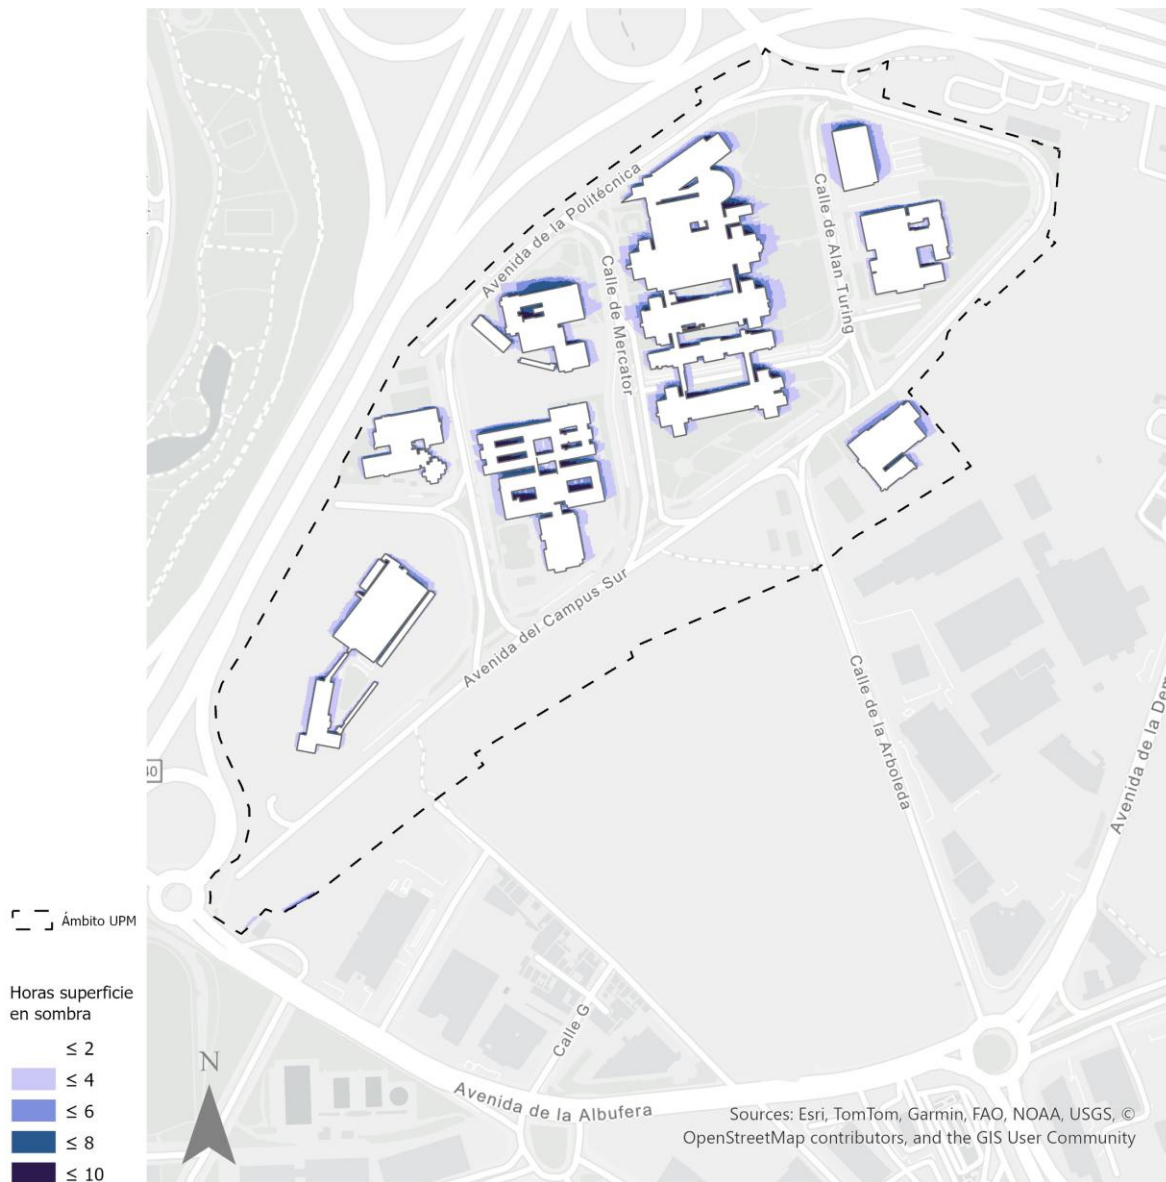 Avenida de la Politécnica
Calle de Mercator
Calle de Alan Turing
Avenida del Campus Sur
Calle de la Arboleda
Avenida de la Dem
30
Calle G
Avenida de la Albufera
Ámbito UPM
Horas superficie
en sombra
≤ 2
≤ 4
≤ 6
≤ 8
≤ 10
N
Sources: Esri, TomTom, Garmin, FAO, NOAA, USGS, ©
OpenStreetMap contributors, and the GIS User Community